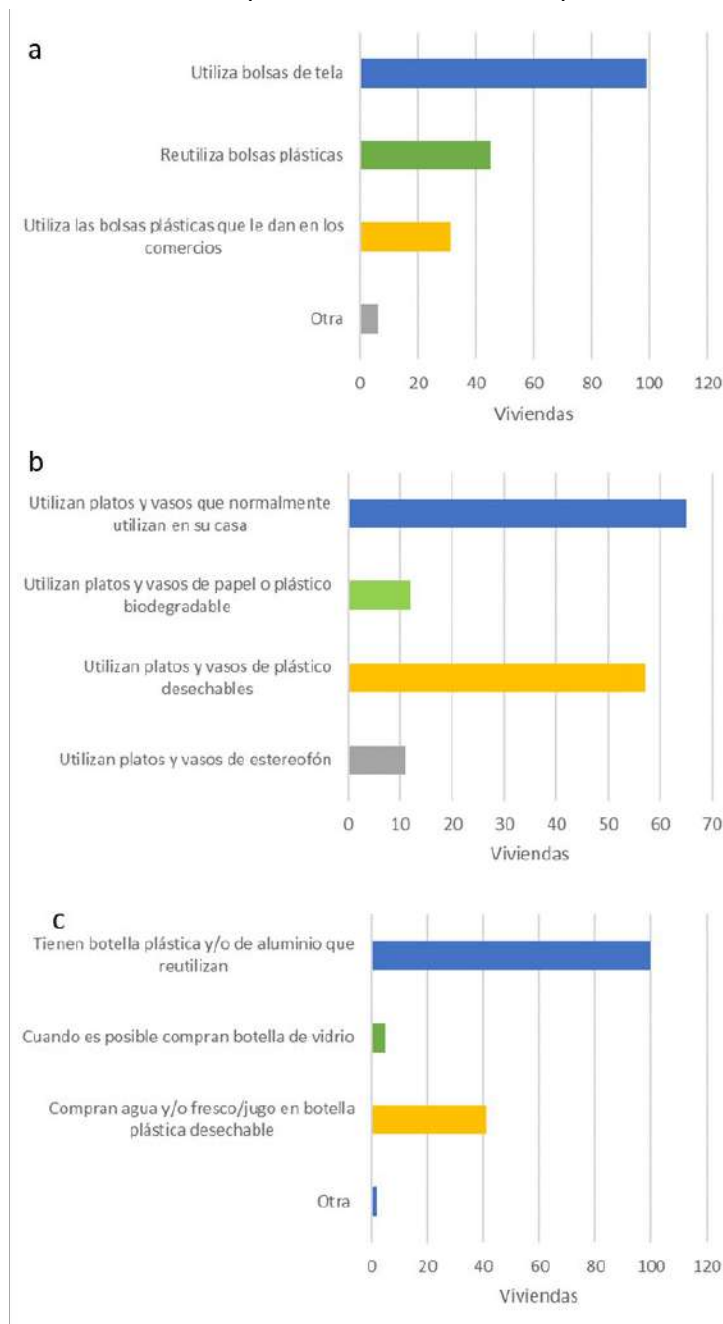 a
Utiliza bolsas de tela
Reutiliza bolsas plásticas
Utiliza las bolsas plásticas que le dan en los
comercios
Otra
0 20 40 60 80 100 120
Viviendas
b
Utilizan platos y vasos que normalmente
utilizan en su casa
Utilizan platos y vasos de papel o plástico
biodegradable
Utilizan platos y vasos de plástico
desechables
Utilizan platos y vasos de estereofón
0 10 20 30 40 50 60 70
Viviendas
c
Tienen botella plástica y/o de aluminio que
reutilizan
Cuando es posible compran botella de vidrio
Compran agua y/o fresco/jugo en botella
plástica desechable
Otra
0 20 40 60 80 100 120
Viviendas